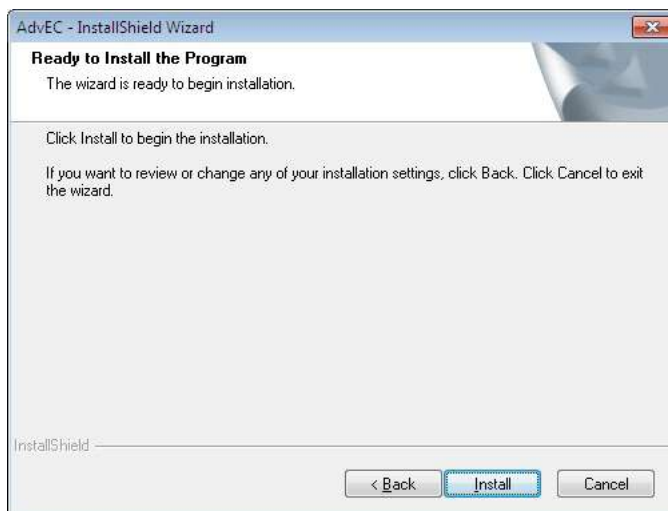 AdvEC - InstallShield Wizard
Ready to Install the Program
The wizard is ready to begin installation.
Click Install to begin the installation.
If you want to review or change any of your installation settings, click Back. Click Cancel to exit
the wizard.
InstallShield
< Back Install Cancel